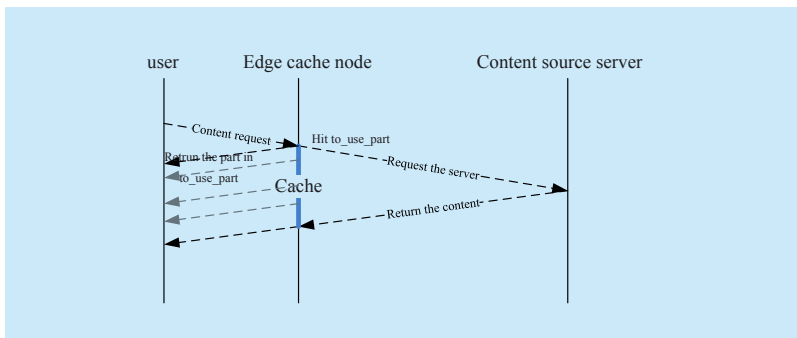 user
Edge cache node
Content source server
Content request
Hit to_use_part
Retrun the part in
to_use_part
Request the server
Cache
Return the content